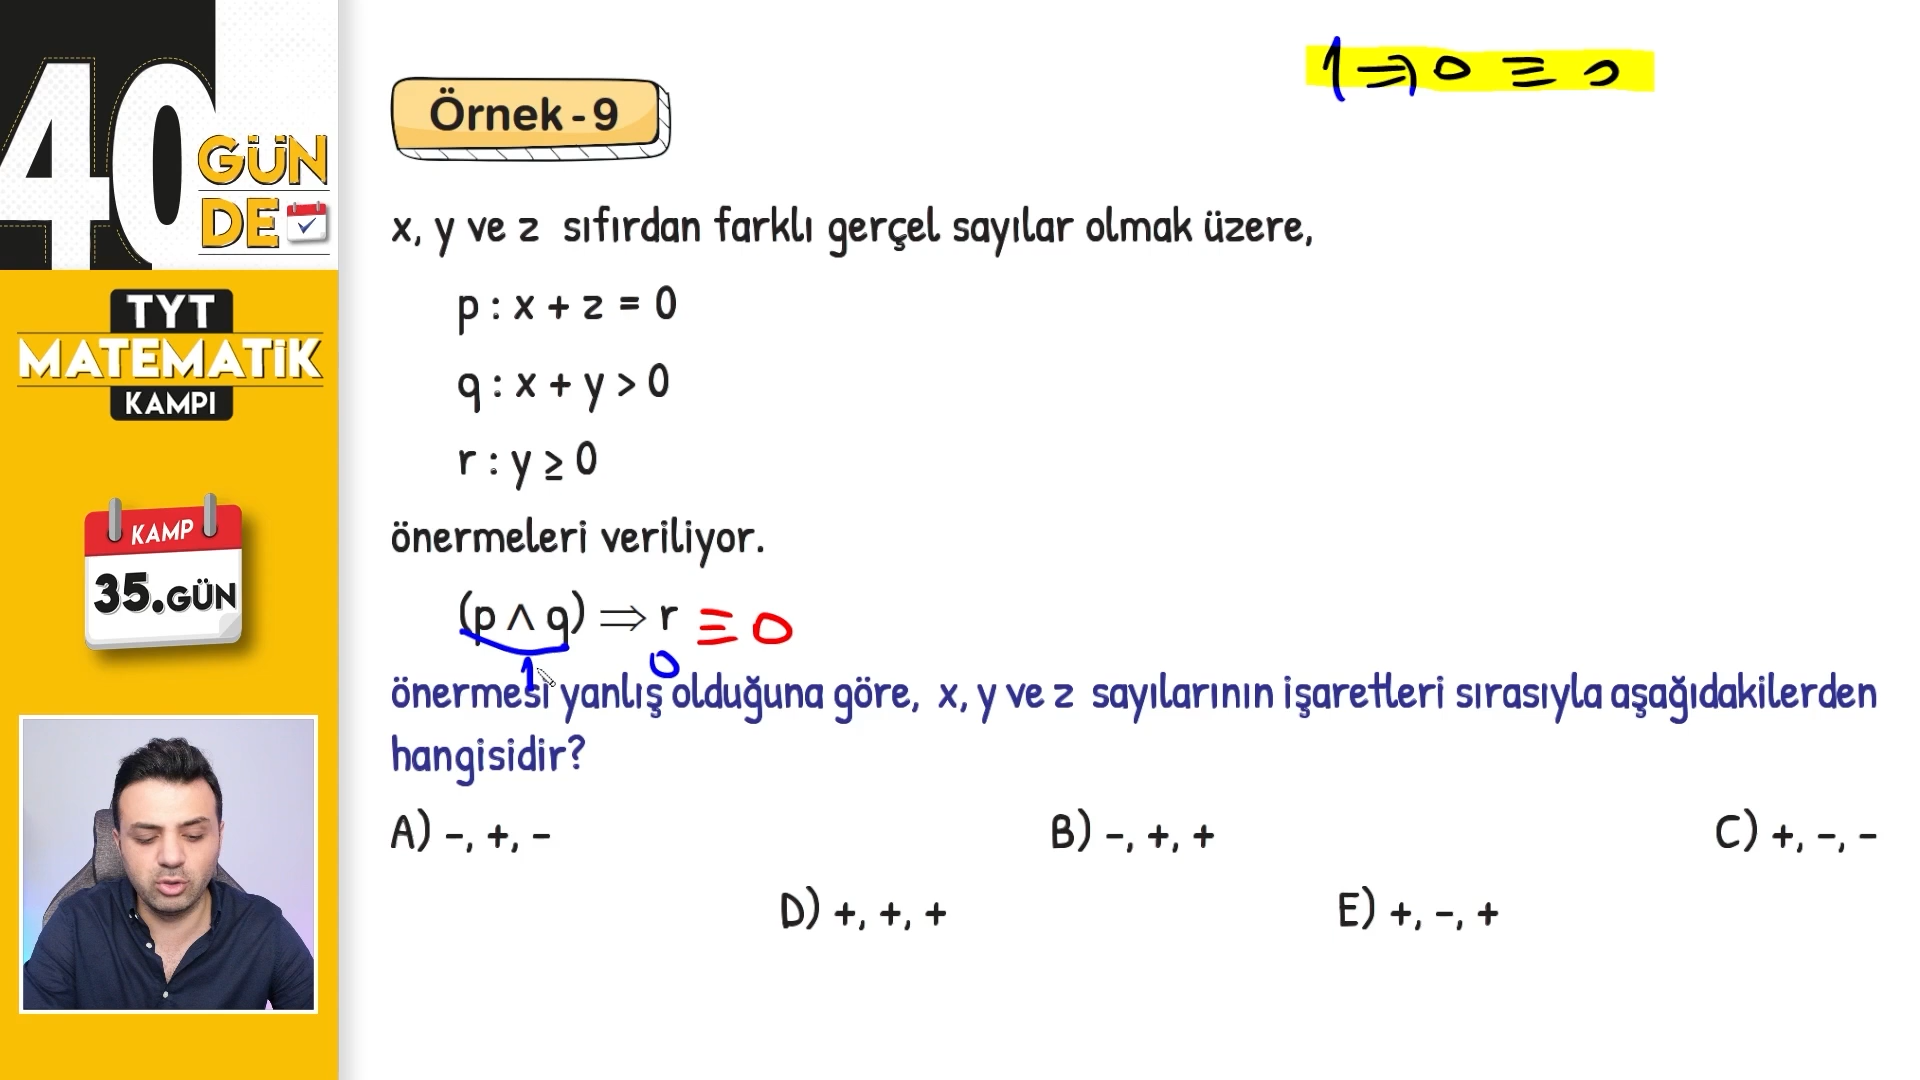 40 GÜN
DE
TYT
MATEMATİK
KAMPI
KAMP
35.GÜN
1 ⇒ 0 ≡ 0
Örnek - 9
x, y ve z sıfırdan farklı gerçel sayılar olmak üzere,
p : x + z = 0
q : x + y > 0
r : y ≥ 0
önermeleri veriliyor.
(p ∧ q) ⟹ r ≡ 0
1 0
önermesi yanlış olduğuna göre, x, y ve z sayılarının işaretleri sırasıyla aşağıdakilerden
hangisidir?
A) -, +, - B) -, +, + C) +, -, -
D) +, +, + E) +, -, +